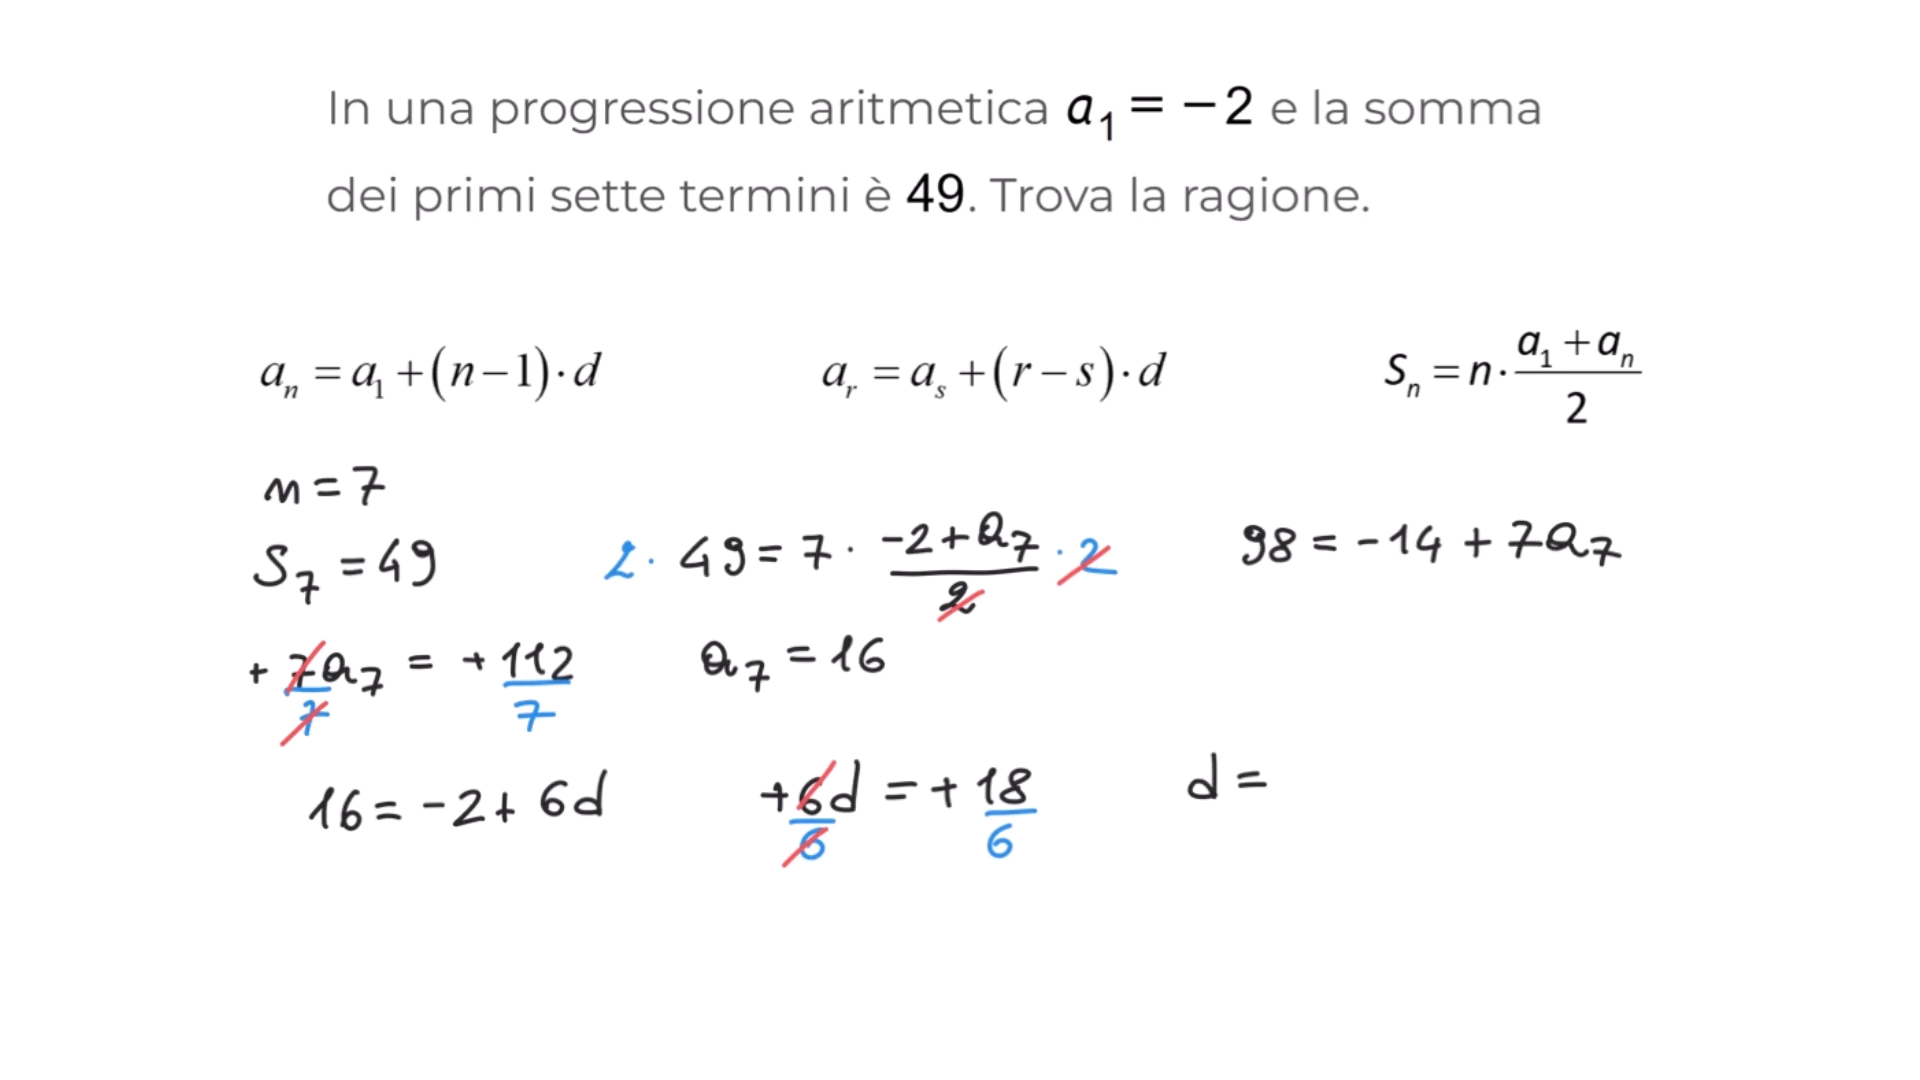 In una progressione aritmetica a₁ = −2 e la somma
dei primi sette termini è 49. Trova la ragione.
aₙ = a₁ + (n−1)·d    aᵣ = aₛ + (r−s)·d    Sₙ = n· (a₁+aₙ)/2
n = 7
S₇ = 49    2· 49 = 7 · (-2+a₇)/2 · 2    98 = -14 + 7a₇
+ 7a₇/7 = + 112/7    a₇ = 16
16 = -2 + 6d    +6d/6 = + 18/6    d =